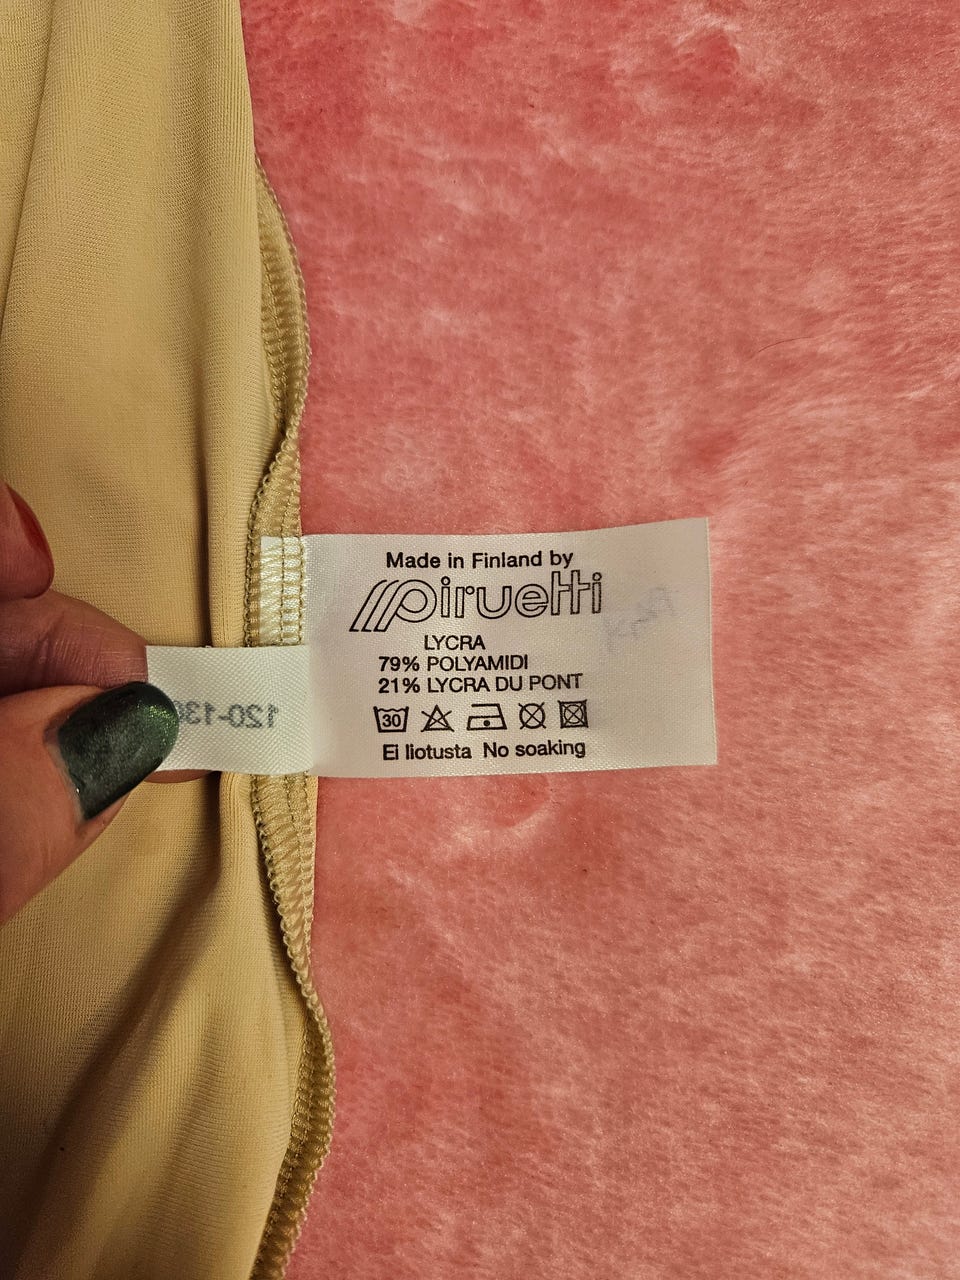 Made in Finland by
piruetti
LYCRA
79% POLYAMIDI
21% LYCRA DU PONT
30
Ei liotusta No soaking
120-130